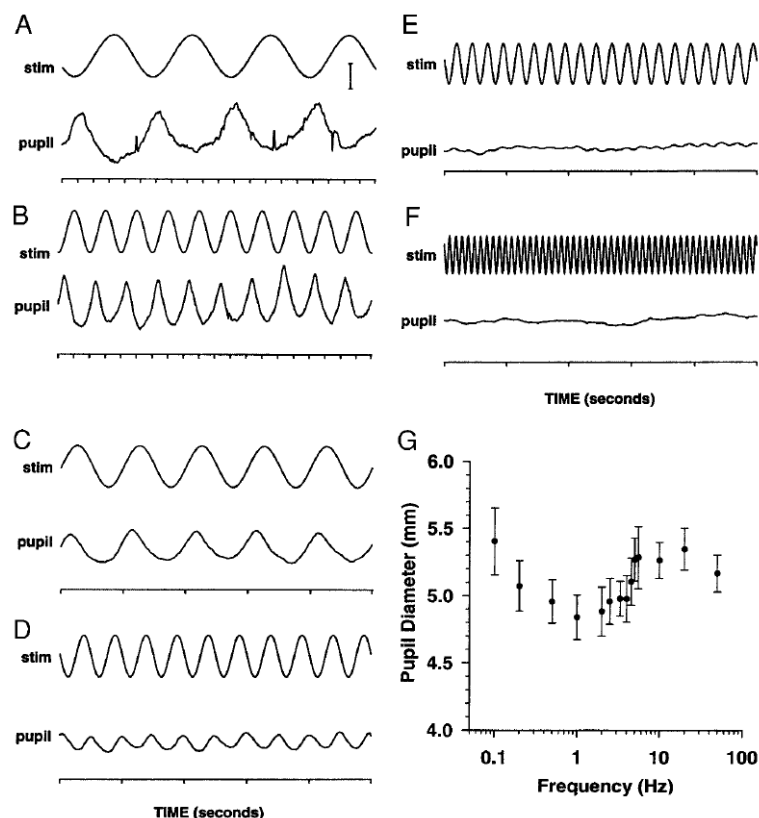 A
stim
pupil
B
stim
pupil
C
stim
pupil
D
stim
pupil
TIME (seconds)
E
stim
pupil
F
stim
pupil
TIME (seconds)
G
6.0
5.5
5.0
4.5
4.0
Pupil Diameter (mm)
0.1 1 10 100
Frequency (Hz)